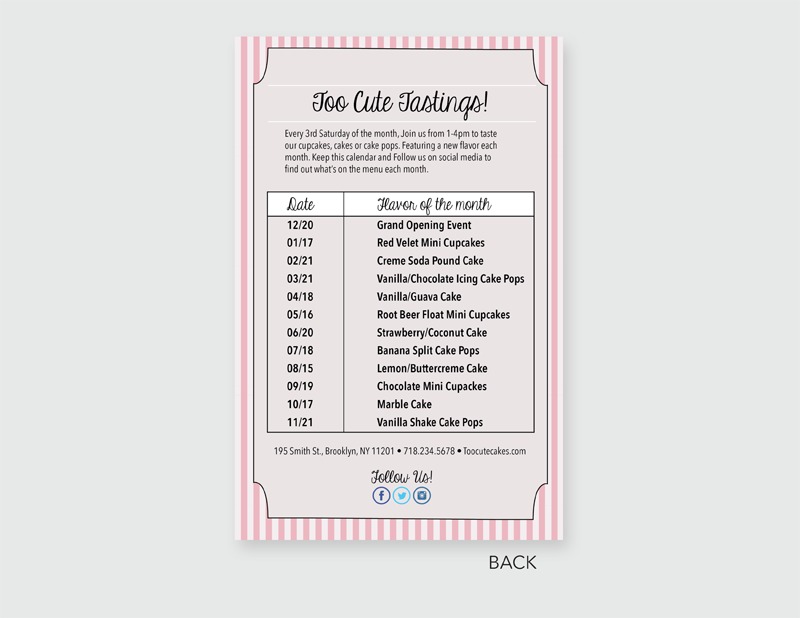 Too Cute Tastings!
Every 3rd Saturday of the month, Join us from 1-4pm to taste
our cupcakes, cakes or cake pops. Featuring a new flavor each
month. Keep this calendar and Follow us on social media to
find out what's on the menu each month.
Date Flavor of the month
12/20 Grand Opening Event
01/17 Red Velet Mini Cupcakes
02/21 Creme Soda Pound Cake
03/21 Vanilla/Chocolate Icing Cake Pops
04/18 Vanilla/Guava Cake
05/16 Root Beer Float Mini Cupcakes
06/20 Strawberry/Coconut Cake
07/18 Banana Split Cake Pops
08/15 Lemon/Buttercreme Cake
09/19 Chocolate Mini Cupackes
10/17 Marble Cake
11/21 Vanilla Shake Cake Pops
195 Smith St., Brooklyn, NY 11201 • 718.234.5678 • Toocutecakes.com
Follow Us!
BACK